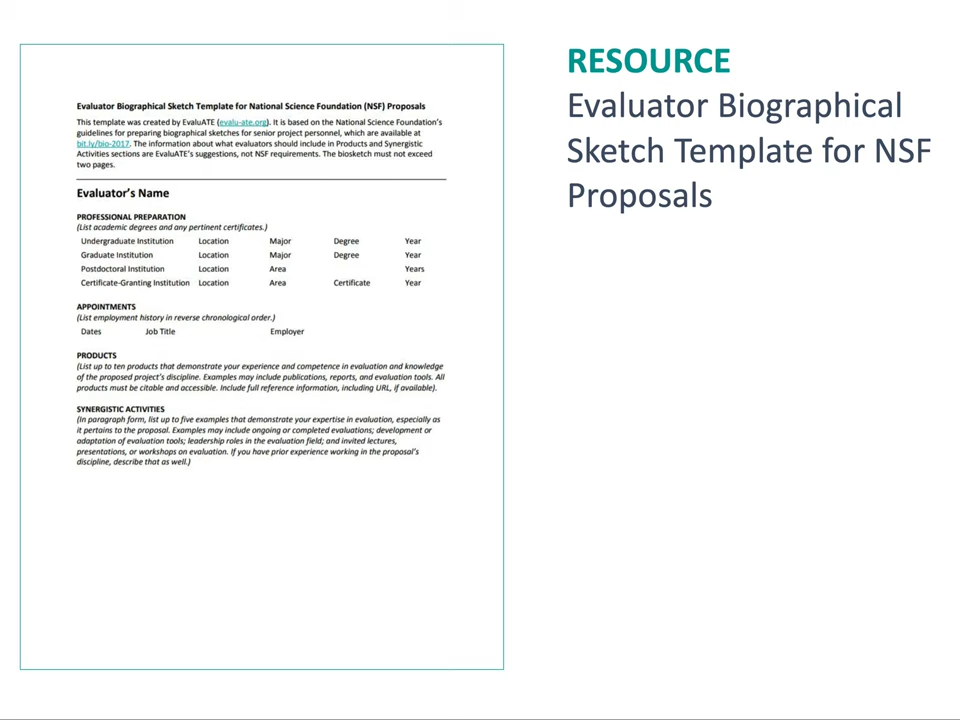 Evaluator Biographical Sketch Template for National Science Foundation (NSF) Proposals
This template was created by EvaluATE (evalu-ate.org). It is based on the National Science Foundation's
guidelines for preparing biographical sketches for senior project personnel, which are available at
bit.ly/bio-2017. The information about what evaluators should include in Products and Synergistic
Activities sections are EvaluATE's suggestions, not NSF requirements. The biosketch must not exceed
two pages.
Evaluator's Name
PROFESSIONAL PREPARATION
(List academic degrees and any pertinent certificates.)
Undergraduate Institution Location Major Degree Year
Graduate Institution Location Major Degree Year
Postdoctoral Institution Location Area Years
Certificate-Granting Institution Location Area Certificate Year
APPOINTMENTS
(List employment history in reverse chronological order.)
Dates Job Title Employer
PRODUCTS
(List up to ten products that demonstrate your experience and competence in evaluation and knowledge
of the proposed project's discipline. Examples may include publications, reports, and evaluation tools. All
products must be citable and accessible. Include full reference information, including URL, if available).
SYNERGISTIC ACTIVITIES
(In paragraph form, list up to five examples that demonstrate your expertise in evaluation, especially as
it pertains to the proposal. Examples may include ongoing or completed evaluations; development or
adaptation of evaluation tools; leadership roles in the evaluation field; and invited lectures,
presentations, or workshops on evaluation. If you have prior experience working in the proposal's
discipline, describe that as well.)
RESOURCE
Evaluator Biographical
Sketch Template for NSF
Proposals